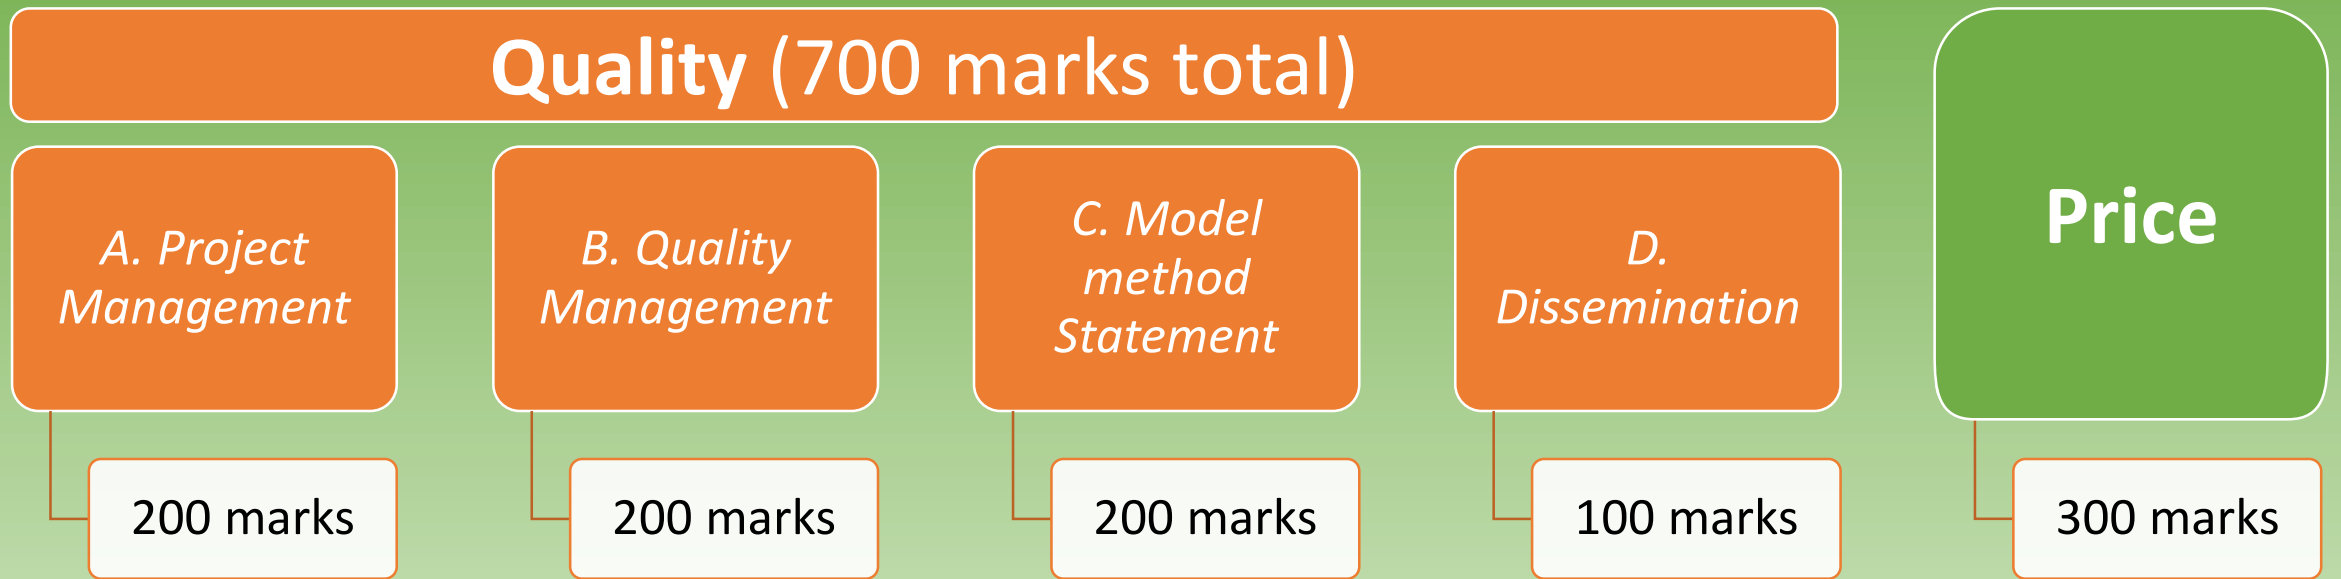 Quality (700 marks total)
A. Project
Management
200 marks
B. Quality
Management
200 marks
C. Model
method
Statement
200 marks
D.
Dissemination
100 marks
Price
300 marks